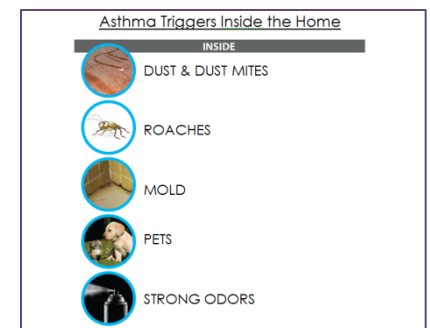 Asthma Triggers Inside the Home
INSIDE
DUST & DUST MITES
ROACHES
MOLD
PETS
STRONG ODORS